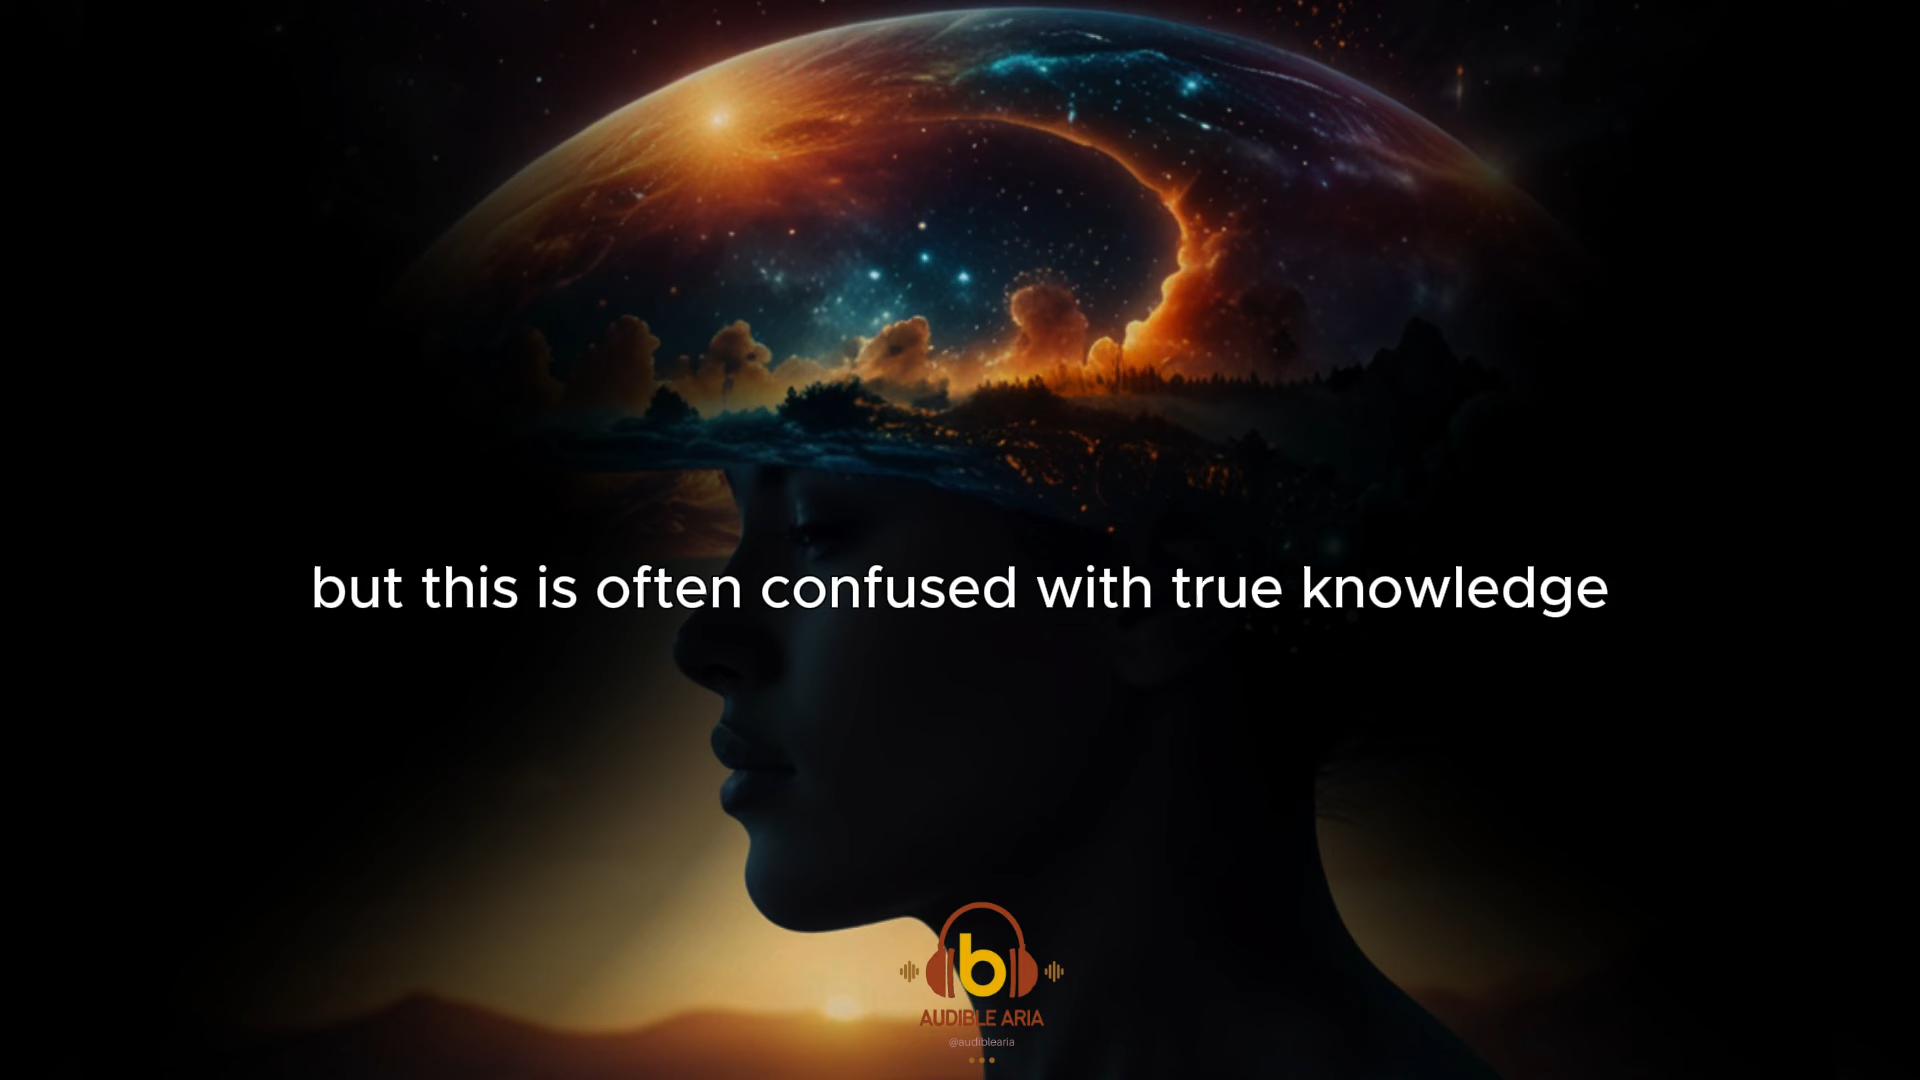 but this is often confused with true knowledge
b
AUDIBLE ARIA
@audiblearia